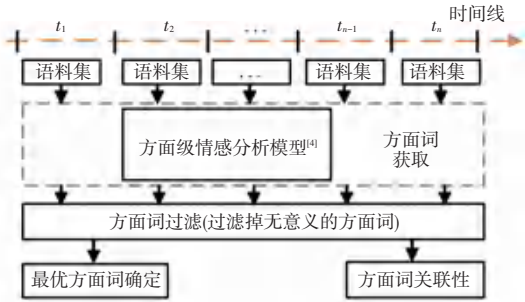 时间线
t₁ t₂ ... tₙ₋₁ tₙ
语料集 语料集 ... 语料集 语料集
方面级情感分析模型[4]
方面词
获取
方面词过滤(过滤掉无意义的方面词)
最优方面词确定 方面词关联性